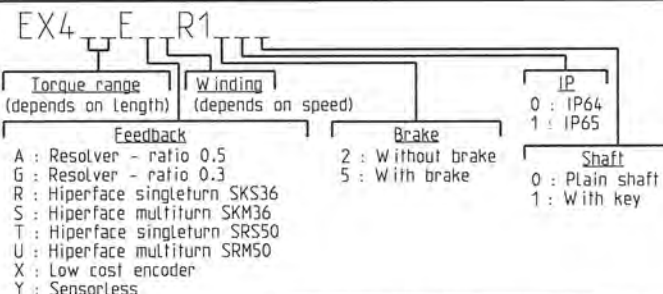 EX4__E__R1___
Torque range
(depends on length)
Winding
(depends on speed)
Feedback
A : Resolver - ratio 0.5
G : Resolver - ratio 0.3
R : Hiperface singleturn SKS36
S : Hiperface multiturn SKM36
T : Hiperface singleturn SRS50
U : Hiperface multiturn SRM50
X : Low cost encoder
Y : Sensorless
Brake
2 : Without brake
5 : With brake
IP
0 : IP64
1 : IP65
Shaft
0 : Plain shaft
1 : With key